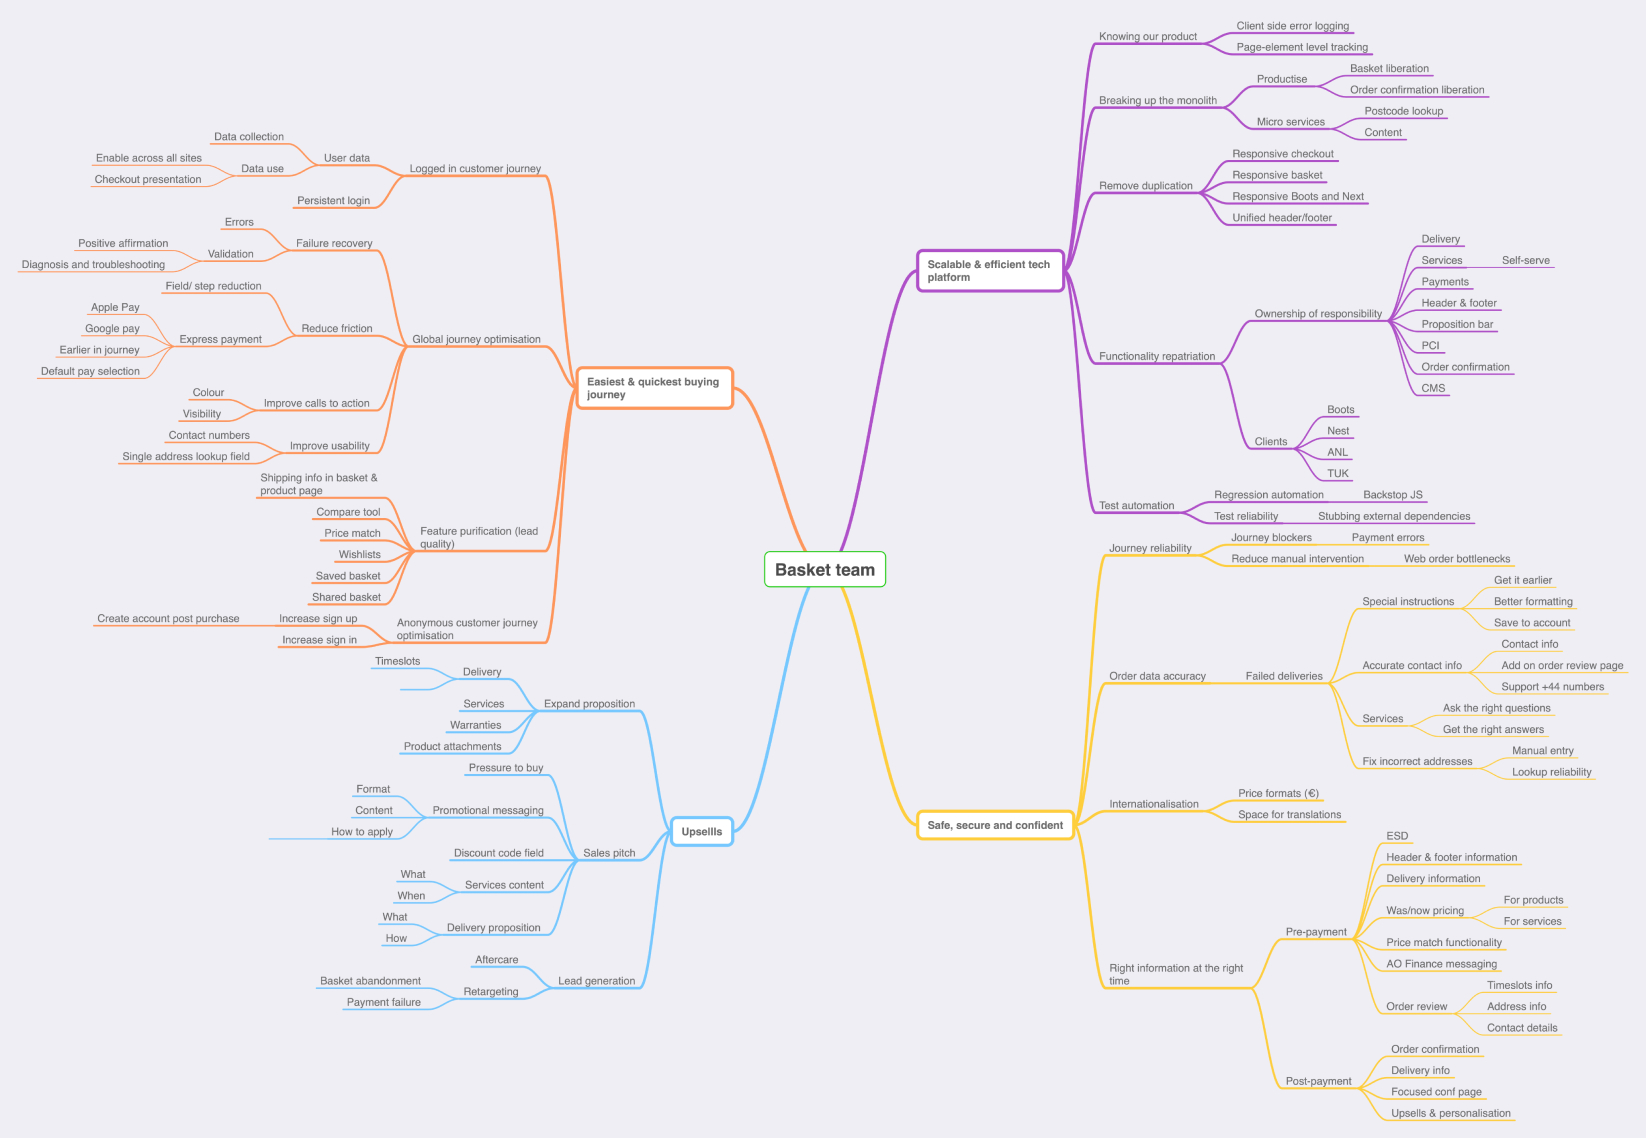 Basket team
Easiest & quickest buying
journey
Logged in customer journey
User data
Data collection
Data use
Enable across all sites
Checkout presentation
Persistent login
Global journey optimisation
Failure recovery
Errors
Validation
Positive affirmation
Diagnosis and troubleshooting
Reduce friction
Field/ step reduction
Express payment
Apple Pay
Google pay
Earlier in journey
Default pay selection
Improve calls to action
Colour
Visibility
Improve usability
Contact numbers
Single address lookup field
Feature purification (lead
quality)
Shipping info in basket &
product page
Compare tool
Price match
Wishlists
Saved basket
Shared basket
Anonymous customer journey
optimisation
Increase sign up
Create account post purchase
Increase sign in
Upsells
Expand proposition
Delivery
Timeslots
Services
Warranties
Product attachments
Sales pitch
Pressure to buy
Promotional messaging
Format
Content
How to apply
Discount code field
Services content
What
When
Delivery proposition
What
How
Lead generation
Aftercare
Retargeting
Basket abandonment
Payment failure
Scalable & efficient tech
platform
Knowing our product
Client side error logging
Page-element level tracking
Breaking up the monolith
Productise
Basket liberation
Order confirmation liberation
Micro services
Postcode lookup
Content
Remove duplication
Responsive checkout
Responsive basket
Responsive Boots and Next
Unified header/footer
Functionality repatriation
Ownership of responsibility
Delivery
Services
Self-serve
Payments
Header & footer
Proposition bar
PCI
Order confirmation
CMS
Clients
Boots
Nest
ANL
TUK
Test automation
Regression automation
Backstop JS
Test reliability
Stubbing external dependencies
Safe, secure and confident
Journey reliability
Journey blockers
Payment errors
Reduce manual intervention
Web order bottlenecks
Order data accuracy
Failed deliveries
Special instructions
Get it earlier
Better formatting
Save to account
Accurate contact info
Contact info
Add on order review page
Support +44 numbers
Services
Ask the right questions
Get the right answers
Fix incorrect addresses
Manual entry
Lookup reliability
Internationalisation
Price formats (€)
Space for translations
Right information at the right
time
Pre-payment
ESD
Header & footer information
Delivery information
Was/now pricing
For products
For services
Price match functionality
AO Finance messaging
Order review
Timeslots info
Address info
Contact details
Post-payment
Order confirmation
Delivery info
Focused conf page
Upsells & personalisation